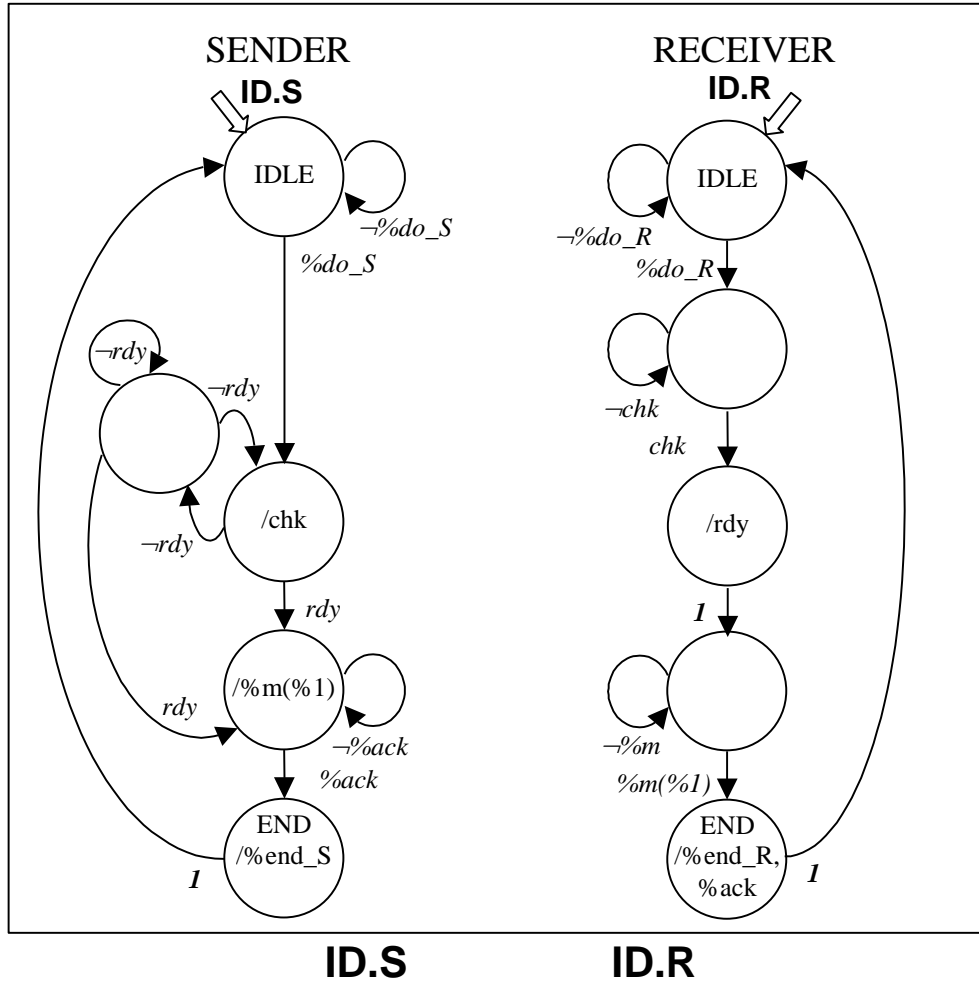 SENDER
ID.S
IDLE
¬%do_S
%do_S
¬rdy
¬rdy
/chk
¬rdy
rdy
/%m(%1)
rdy
¬%ack
%ack
END
/%end_S
1
RECEIVER
ID.R
IDLE
¬%do_R
%do_R
¬chk
chk
/rdy
1
¬%m
%m(%1)
END
/%end_R,
%ack
1
ID.S
ID.R